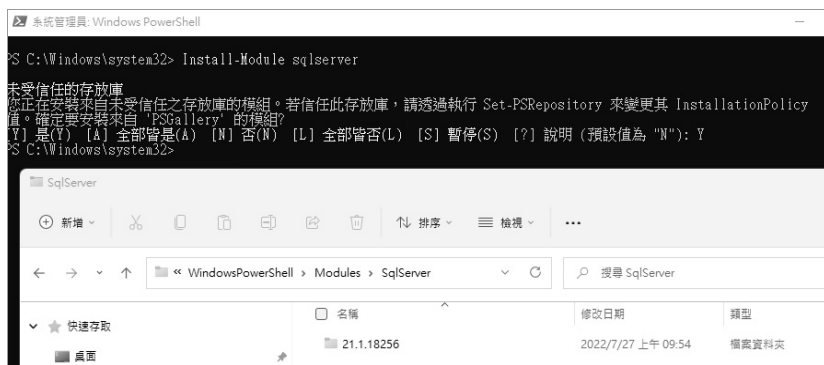 系統管理員: Windows PowerShell
PS C:\Windows\system32> Install-Module sqlserver
未受信任的存放庫
您正在安裝來自未受信任之存放庫的模組。若信任此存放庫，請透過執行 Set-PSRepository 來變更其 InstallationPolicy
值。確定要安裝來自 'PSGallery' 的模組?
[Y] 是(Y)  [A] 全部皆是(A)  [N] 否(N)  [L] 全部皆否(L)  [S] 暫停(S)  [?] 說明 (預設值為 "N"): Y
PS C:\Windows\system32>
SqlServer
新增 排序 檢視 ...
« WindowsPowerShell > Modules > SqlServer 搜尋 SqlServer
快速存取 名稱 修改日期 類型
桌面 21.1.18256 2022/7/27 上午 09:54 檔案資料夾